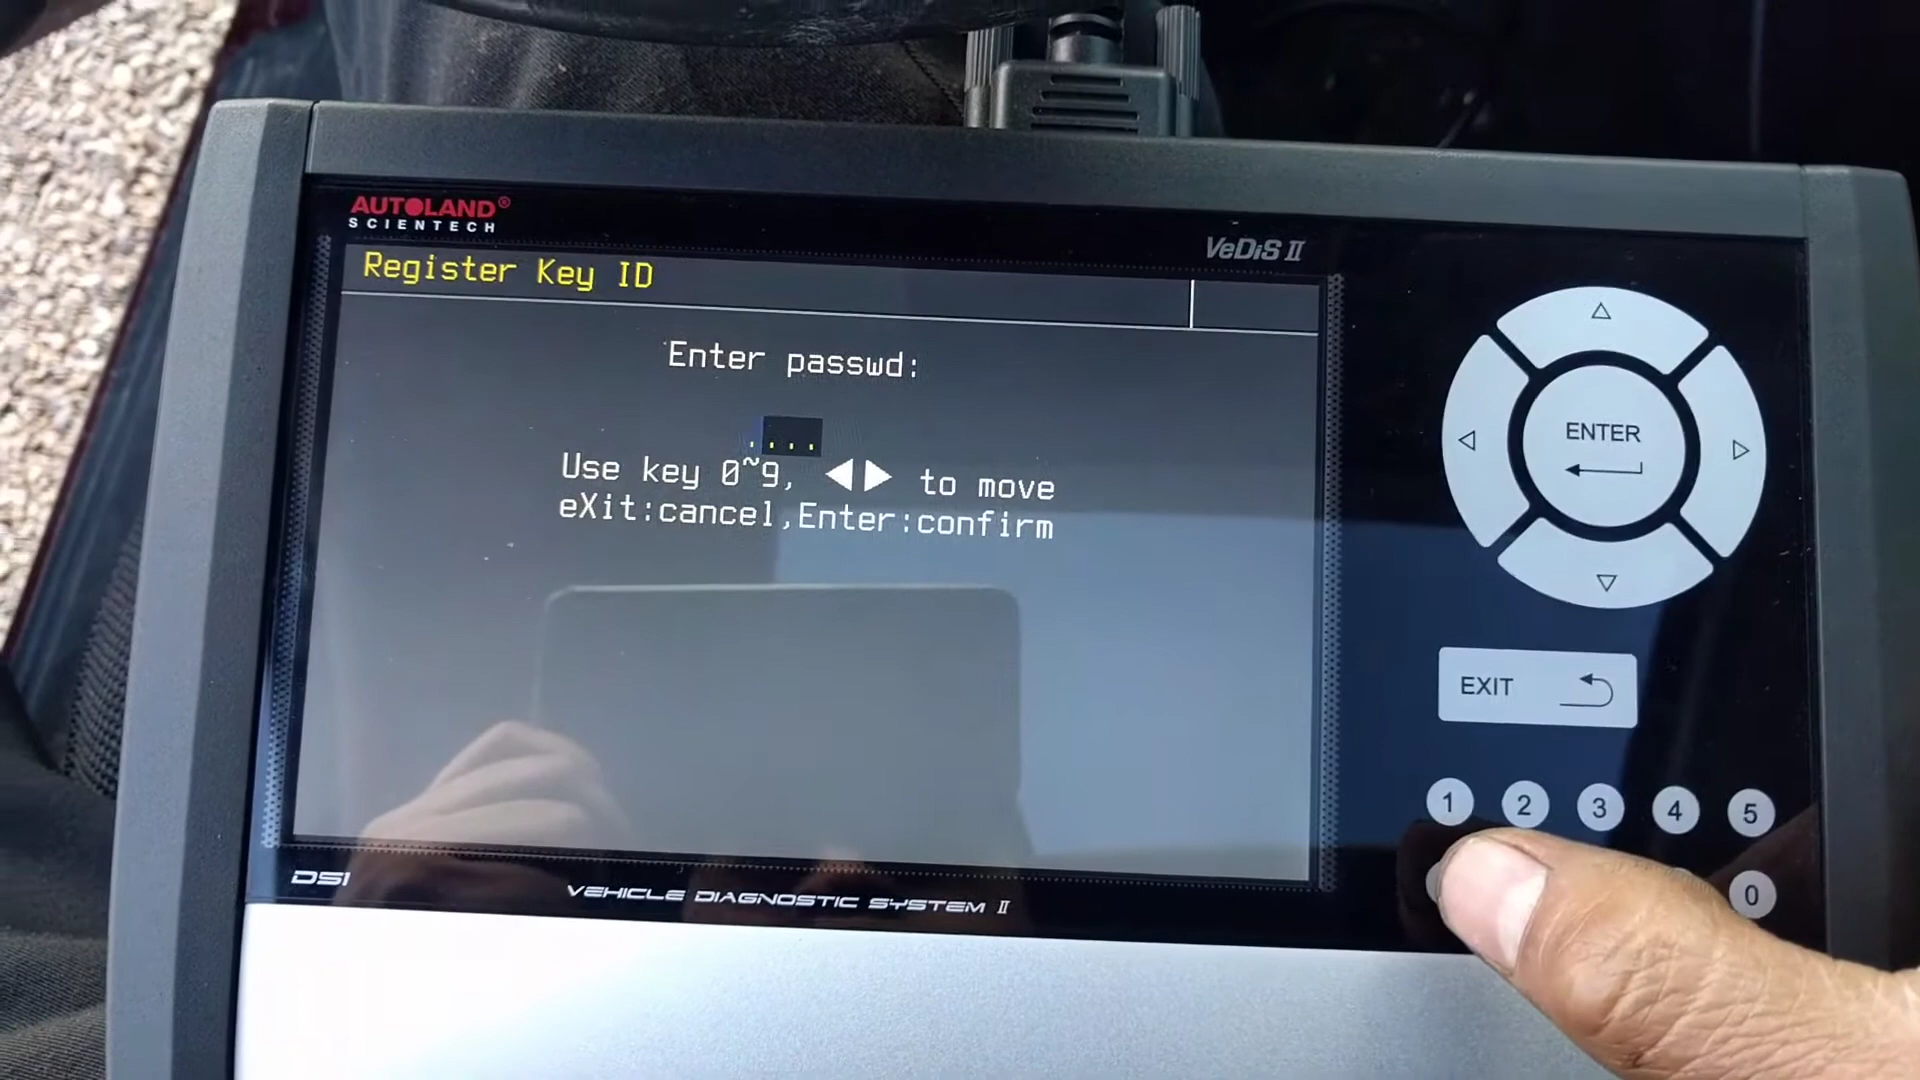 AUTOLAND®
SCIENTECH
VeDiS II
Register Key ID
Enter passwd:
....
Use key 0~9, ◀▶ to move
eXit:cancel,Enter:confirm
ENTER
EXIT
1 2 3 4 5
0
DSI
VEHICLE DIAGNOSTIC SYSTEM II